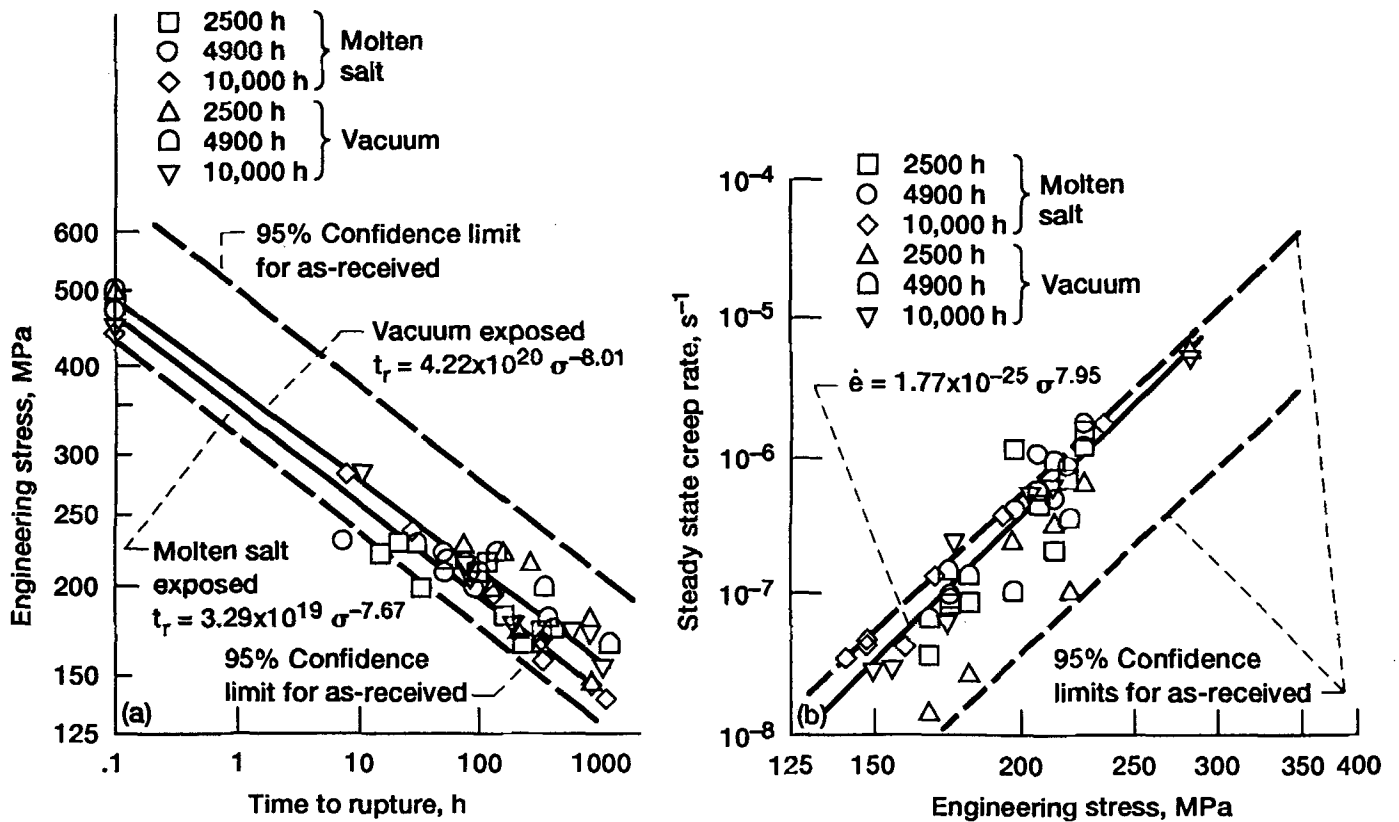 2500 h
4900 h
10,000 h
Molten
salt
2500 h
4900 h
10,000 h
Vacuum
600
500
400
300
250
200
150
125
Engineering stress, MPa
95% Confidence limit
for as-received
Vacuum exposed
t_r = 4.22x10^20 σ^−8.01
Molten salt
exposed
t_r = 3.29x10^19 σ^−7.67
95% Confidence
limit for as-received
(a)
.1 1 10 100 1000
Time to rupture, h
2500 h
4900 h
10,000 h
Molten
salt
2500 h
4900 h
10,000 h
Vacuum
10^−4
10^−5
10^−6
10^−7
10^−8
Steady state creep rate, s^−1
ė = 1.77x10^−25 σ^7.95
95% Confidence
limits for as-received
(b)
125 150 200 250 300 350 400
Engineering stress, MPa